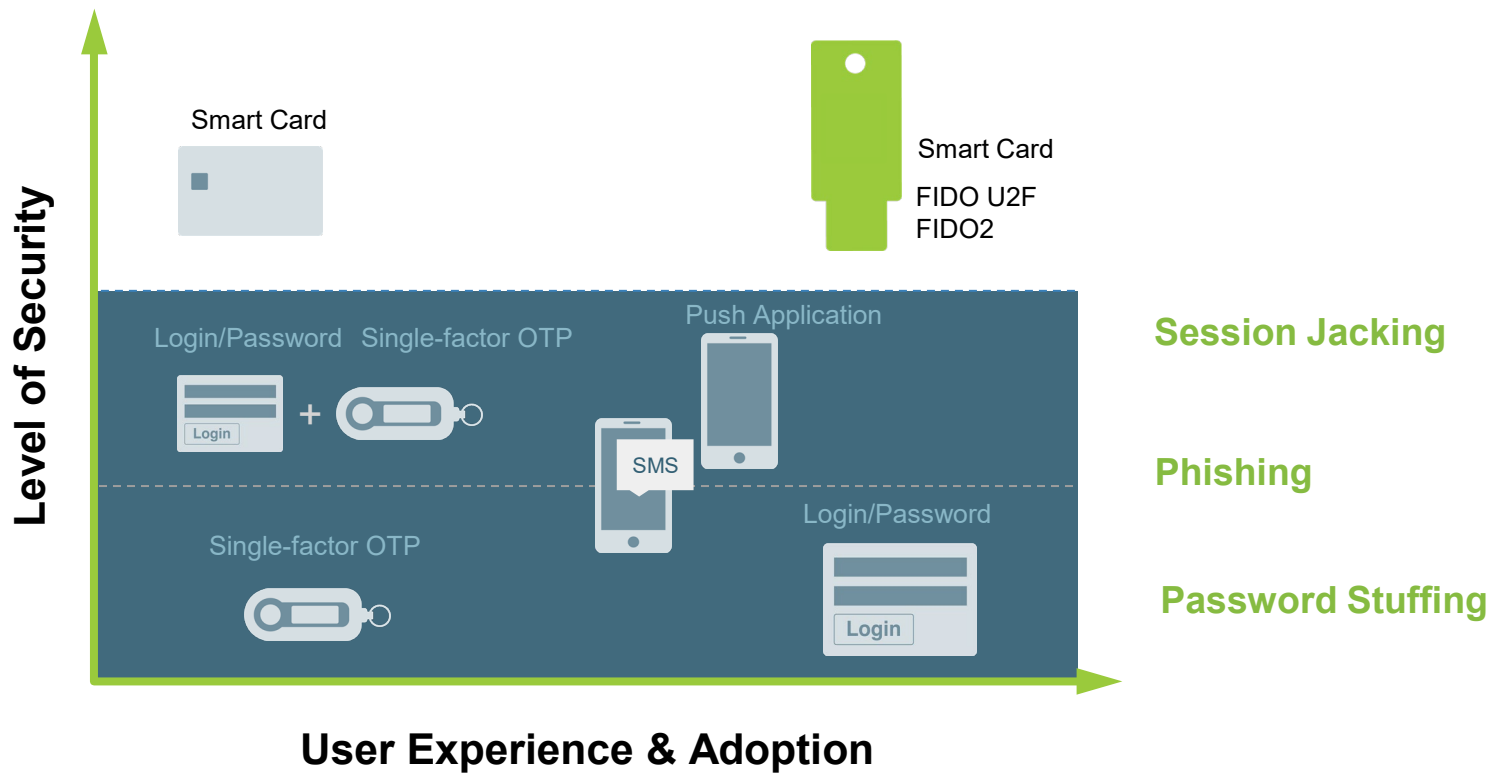 Level of Security
Smart Card
Smart Card
FIDO U2F
FIDO2
Login/Password
Single-factor OTP
Push Application
Login
+
SMS
Single-factor OTP
Login/Password
Login
Session Jacking
Phishing
Password Stuffing
User Experience & Adoption